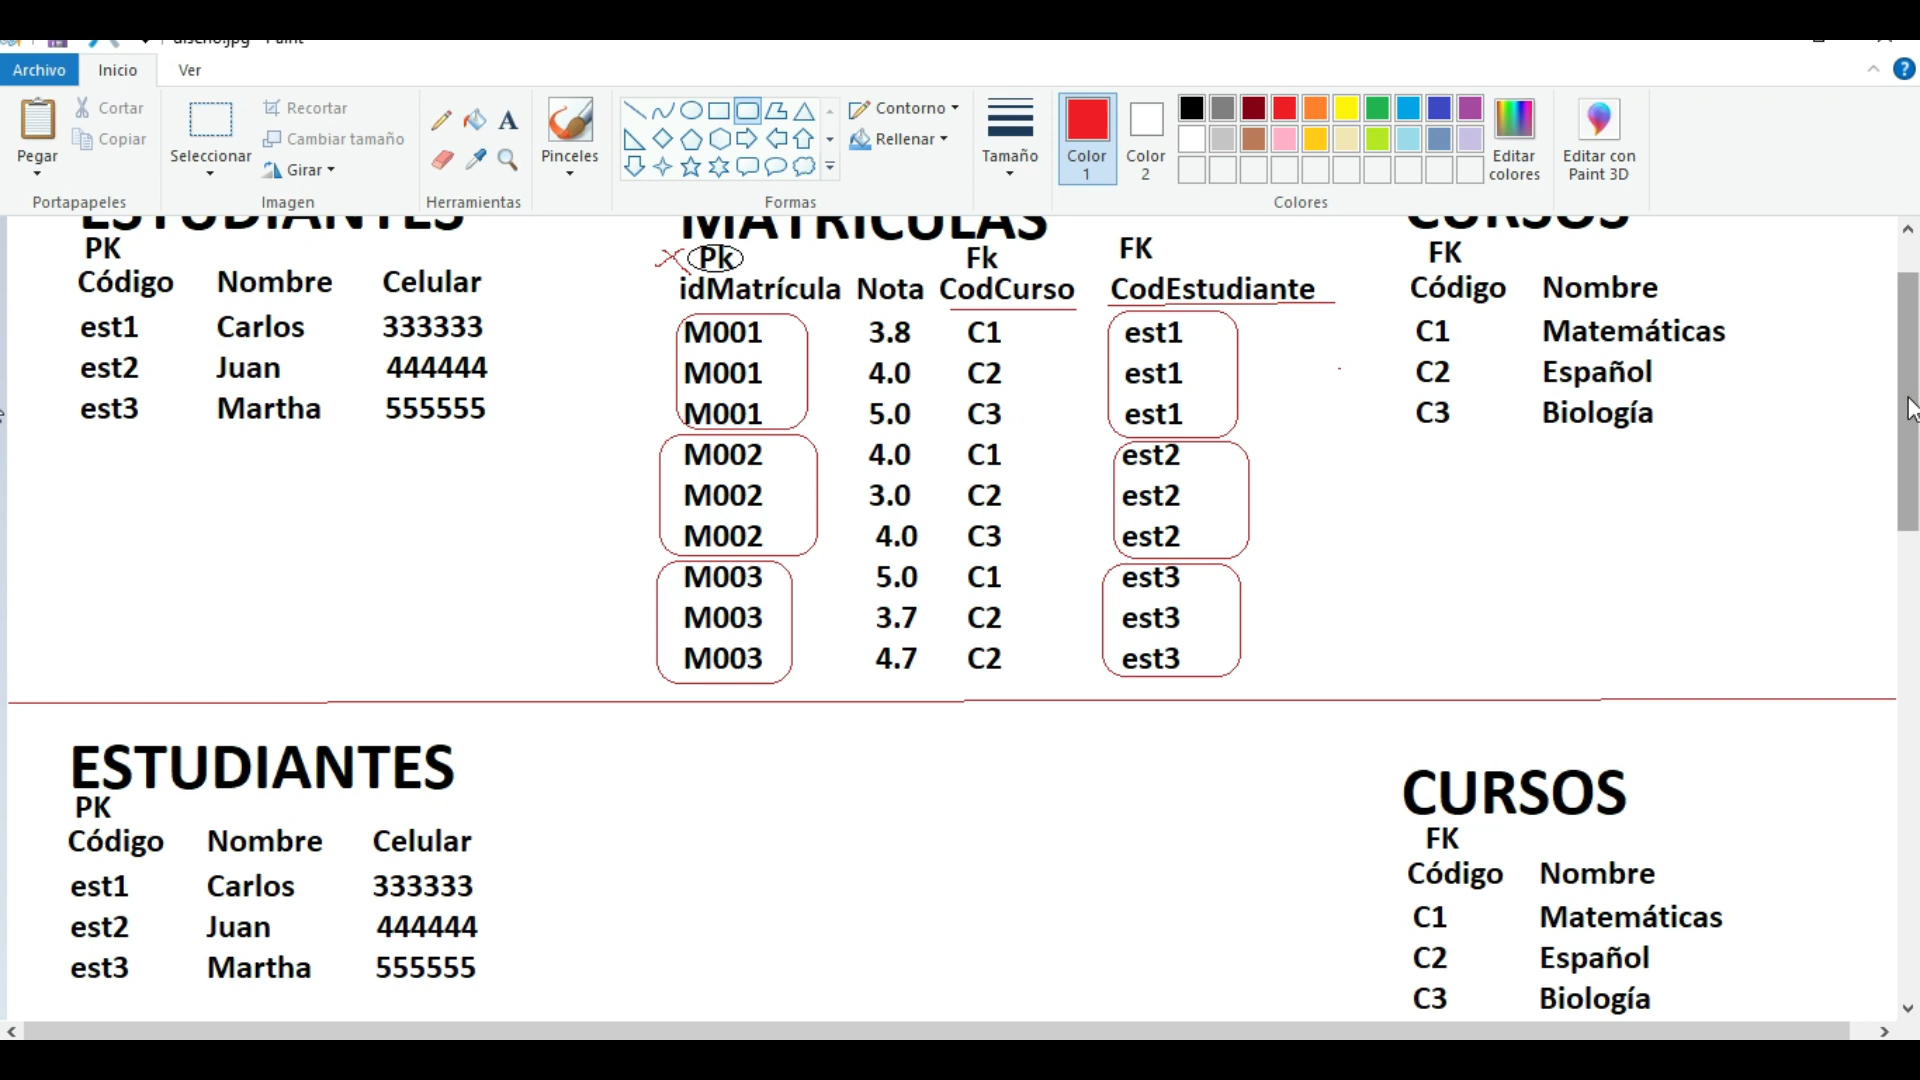 diseño.jpg - Paint
Archivo Inicio Ver
Pegar
Cortar
Copiar
Portapapeles
Seleccionar
Recortar
Cambiar tamaño
Girar
Imagen
A
Herramientas
Pinceles
Formas
Contorno
Rellenar
Tamaño
Color 1
Color 2
Editar colores
Editar con Paint 3D
Colores
?
ESTUDIANTES
PK
Código Nombre Celular
est1 Carlos 333333
est2 Juan 444444
est3 Martha 555555
MATRICULAS
X Pk Fk FK
idMatrícula Nota CodCurso CodEstudiante
M001 3.8 C1 est1
M001 4.0 C2 est1
M001 5.0 C3 est1
M002 4.0 C1 est2
M002 3.0 C2 est2
M002 4.0 C3 est2
M003 5.0 C1 est3
M003 3.7 C2 est3
M003 4.7 C2 est3
CURSOS
FK
Código Nombre
C1 Matemáticas
C2 Español
C3 Biología
ESTUDIANTES
PK
Código Nombre Celular
est1 Carlos 333333
est2 Juan 444444
est3 Martha 555555
CURSOS
FK
Código Nombre
C1 Matemáticas
C2 Español
C3 Biología